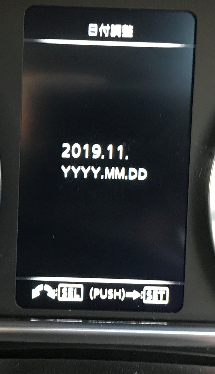 日付調整
2019.11.
YYYY.MM.DD
:SEL (PUSH)→:SET